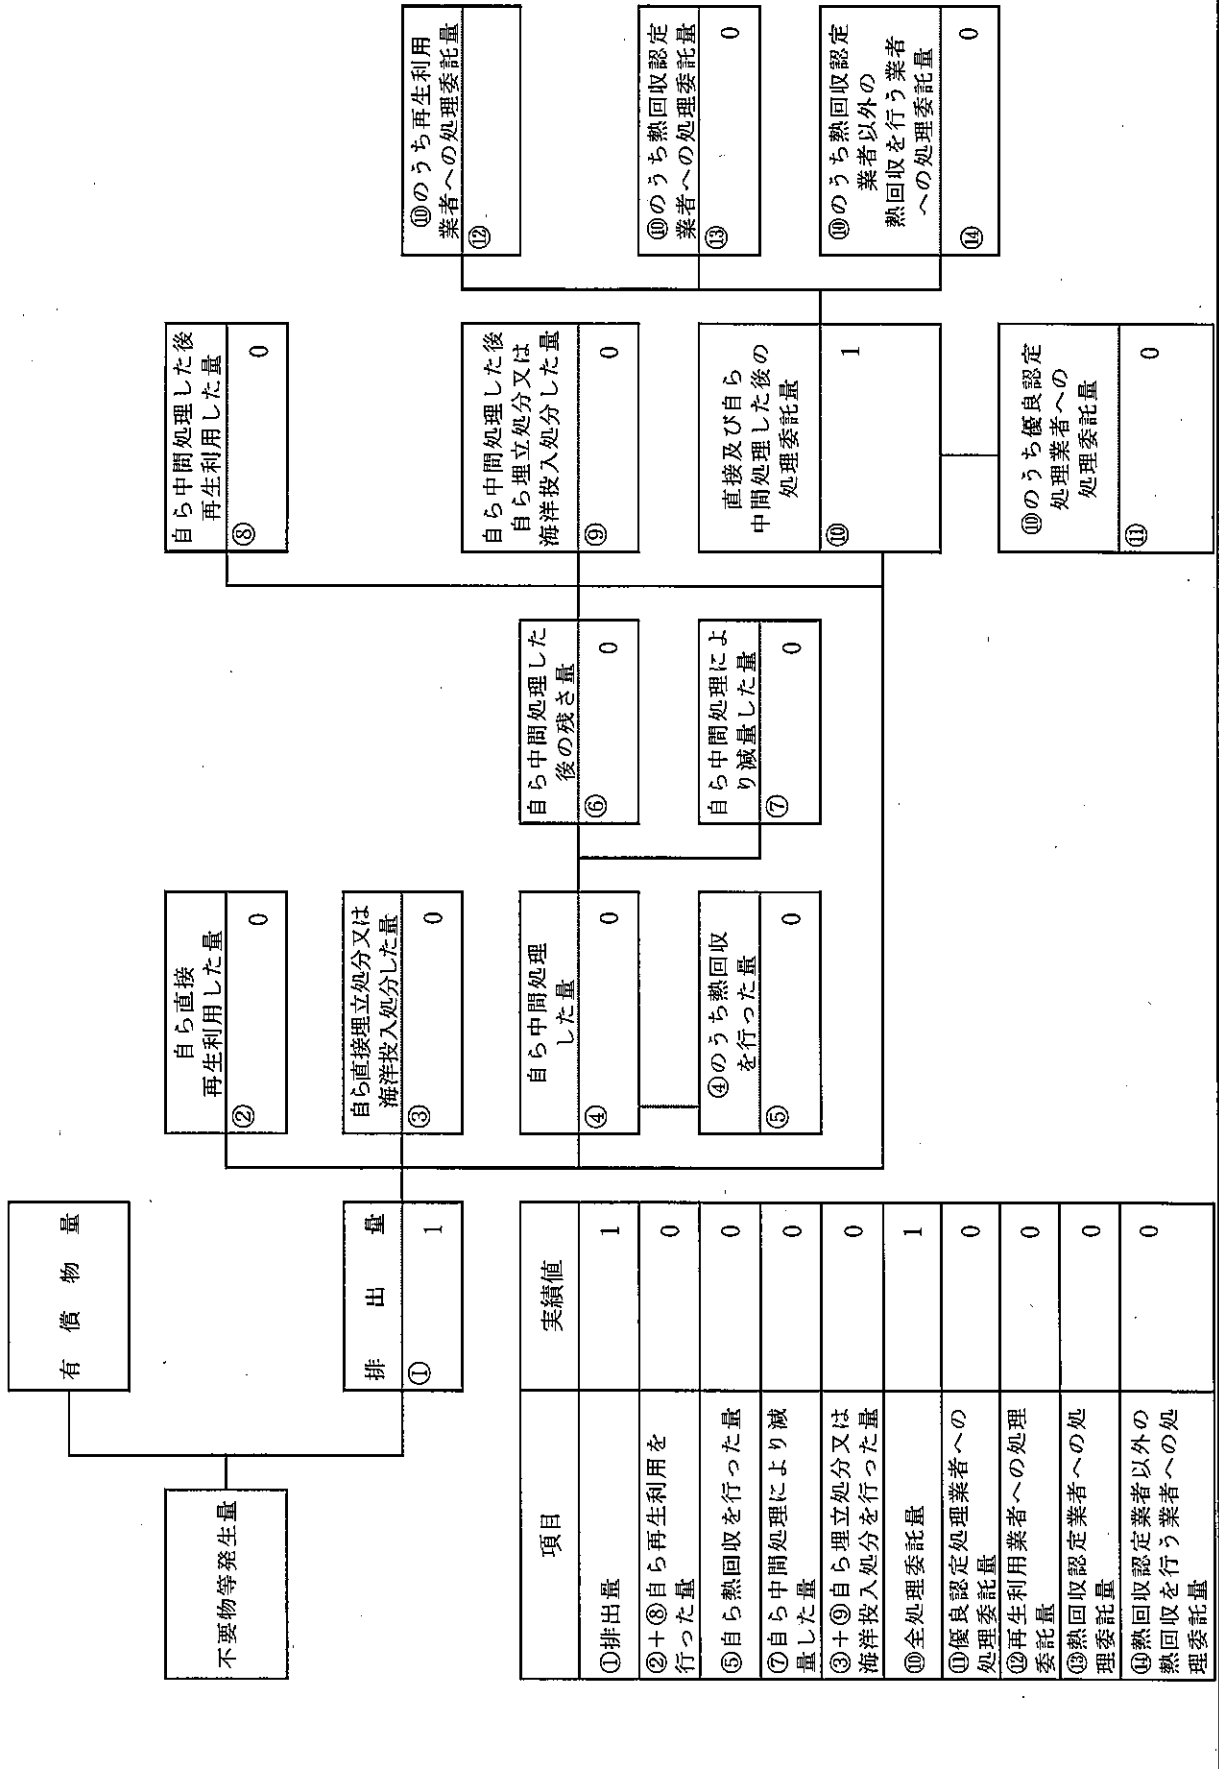 有償物量
不要物等発生量
排出量
①
1
自ら直接
再生利用した量
②
0
自ら直接埋立処分又は
海洋投入処分した量
③
0
自ら中間処理
した量
④
0
④のうち熱回収
を行った量
⑤
0
自ら中間処理した
後の残さ量
⑥
0
自ら中間処理によ
り減量した量
⑦
0
自ら中間処理した後
再生利用した量
⑧
0
自ら中間処理した後
自ら埋立処分又は
海洋投入処分した量
⑨
0
直接及び自ら
中間処理した後の
処理委託量
⑩
1
⑩のうち優良認定
処理業者への
処理委託量
⑪
0
⑩のうち再生利用
業者への処理委託量
⑫
⑩のうち熱回収認定
業者への処理委託量
⑬
0
⑩のうち熱回収認定
業者以外の
熱回収を行う業者
への処理委託量
⑭
0
項目 実績値
①排出量 1
②+⑧自ら再生利用を
行った量 0
⑤自ら熱回収を行った量 0
⑦自ら中間処理により減
量した量 0
③+⑨自ら埋立処分又は
海洋投入処分を行った量 0
⑩全処理委託量 1
⑪優良認定処理業者への
処理委託量 0
⑫再生利用業者への処理
委託量 0
⑬熱回収認定業者への処
理委託量 0
⑭熱回収認定業者以外の
熱回収を行う業者への処
理委託量 0